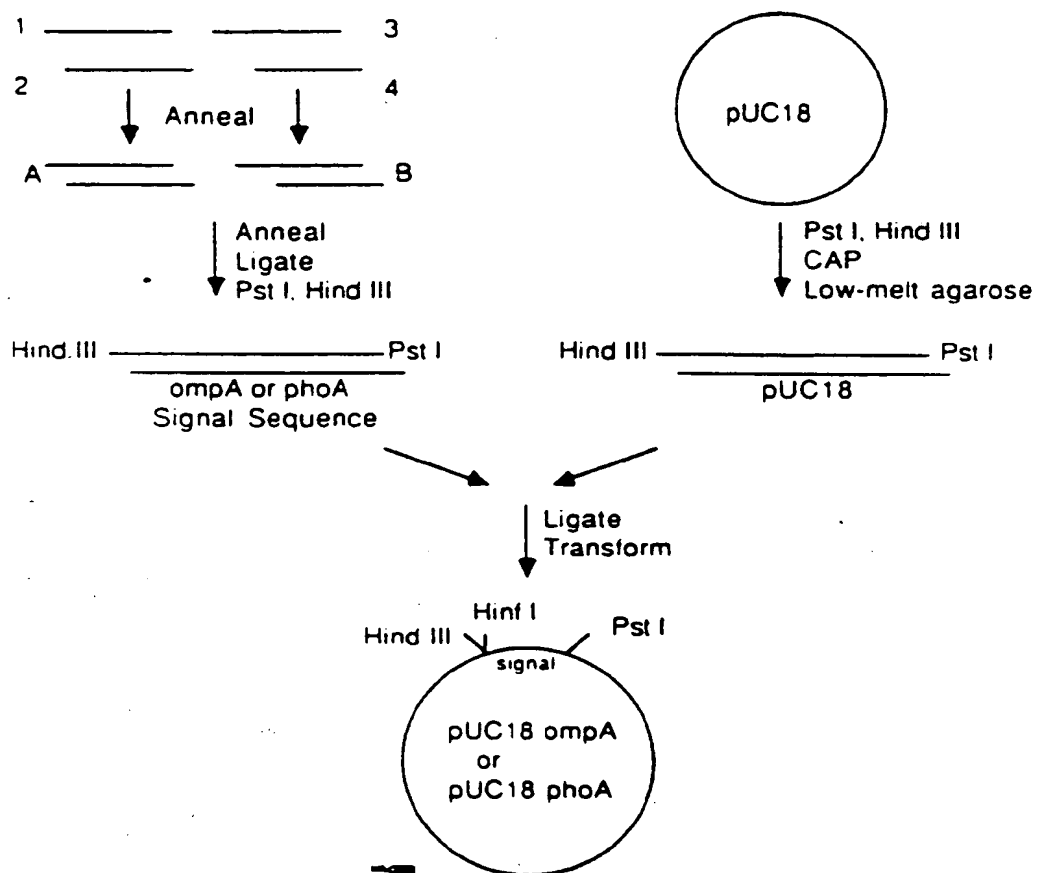 1
3
2
4
Anneal
A
B
pUC18
Anneal
Ligate
Pst I, Hind III
Pst I, Hind III
CAP
Low-melt agarose
Hind.III
Pst I
ompA or phoA
Signal Sequence
Hind III
Pst I
pUC18
Ligate
Transform
Hinf I
Hind III
Pst I
signal
pUC18 ompA
or
pUC18 phoA